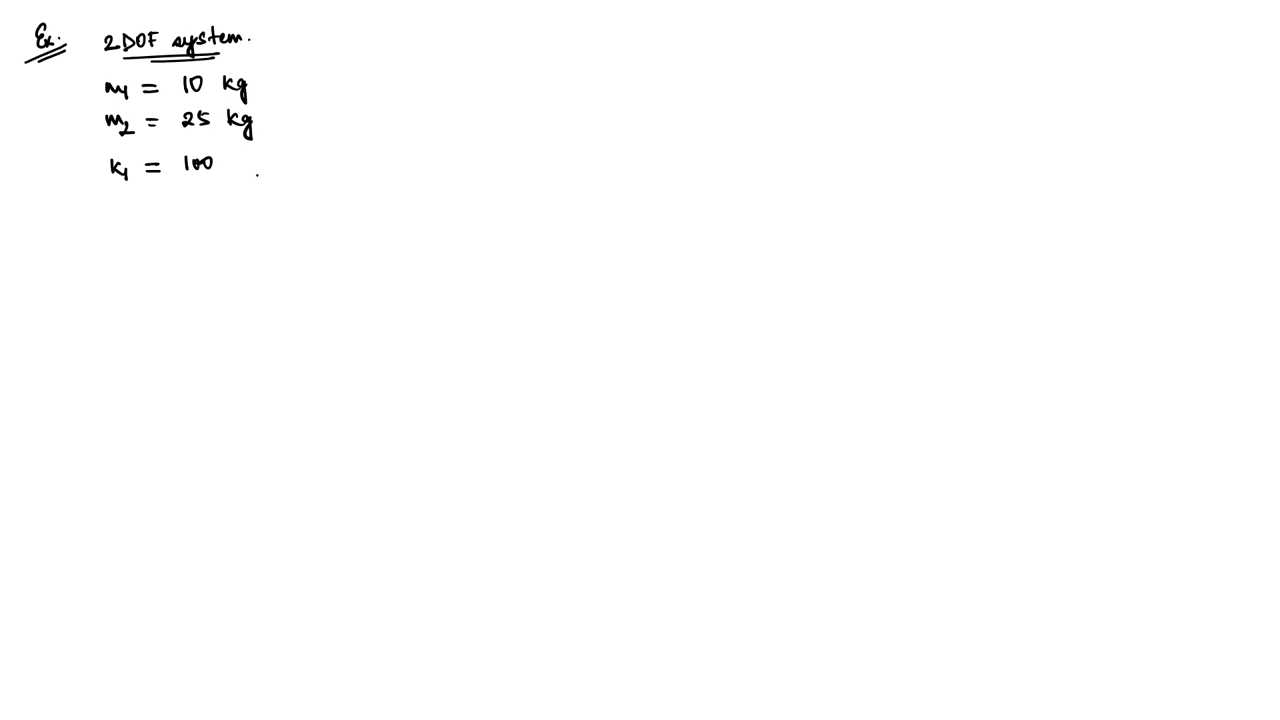 Ex. 2DOF system.
m1 = 10 kg
m2 = 25 kg
k1 = 100